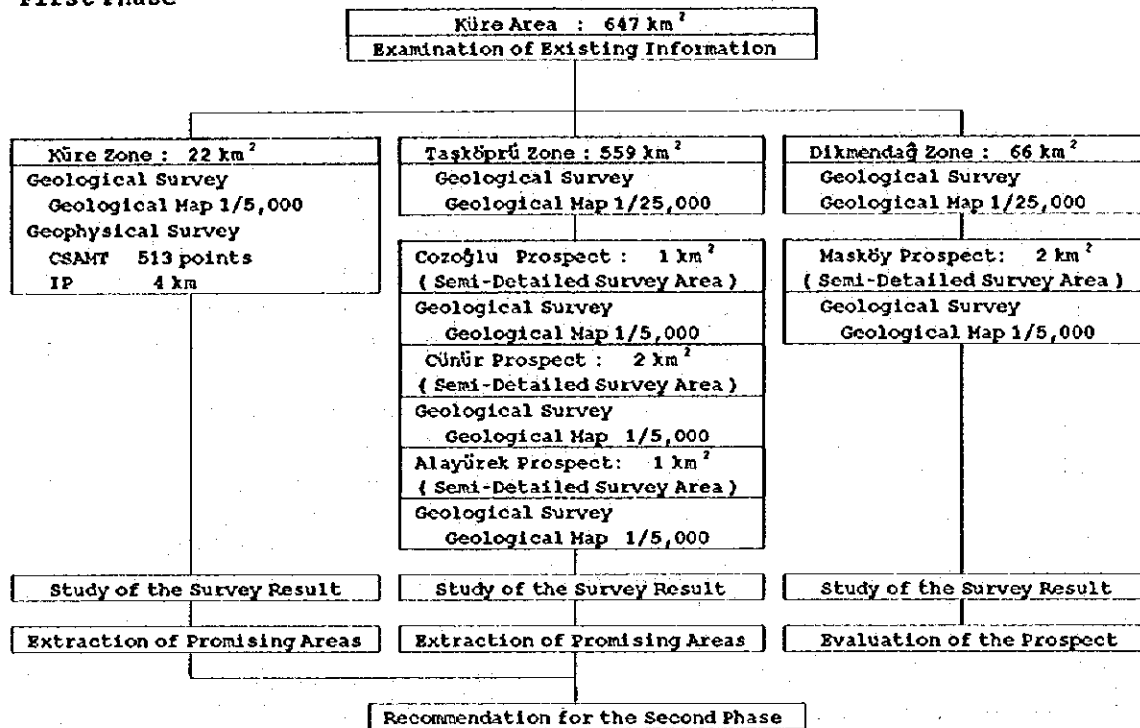 First Phase
Küre Area : 647 km²
Examination of Existing Information
Küre Zone : 22 km²
Geological Survey
Geological Map 1/5,000
Geophysical Survey
CSAMT 513 points
IP 4 km
Taşköprü Zone : 559 km²
Geological Survey
Geological Map 1/25,000
Cozoğlu Prospect : 1 km²
( Semi-Detailed Survey Area )
Geological Survey
Geological Map 1/5,000
Cünür Prospect : 2 km²
( Semi-Detailed Survey Area )
Geological Survey
Geological Map 1/5,000
Alayürek Prospect: 1 km²
( Semi-Detailed Survey Area )
Geological Survey
Geological Map 1/5,000
Dikmendağ Zone : 66 km²
Geological Survey
Geological Map 1/25,000
Masköy Prospect: 2 km²
( Semi-Detailed Survey Area )
Geological Survey
Geological Map 1/5,000
Study of the Survey Result
Study of the Survey Result
Study of the Survey Result
Extraction of Promising Areas
Extraction of Promising Areas
Evaluation of the Prospect
Recommendation for the Second Phase